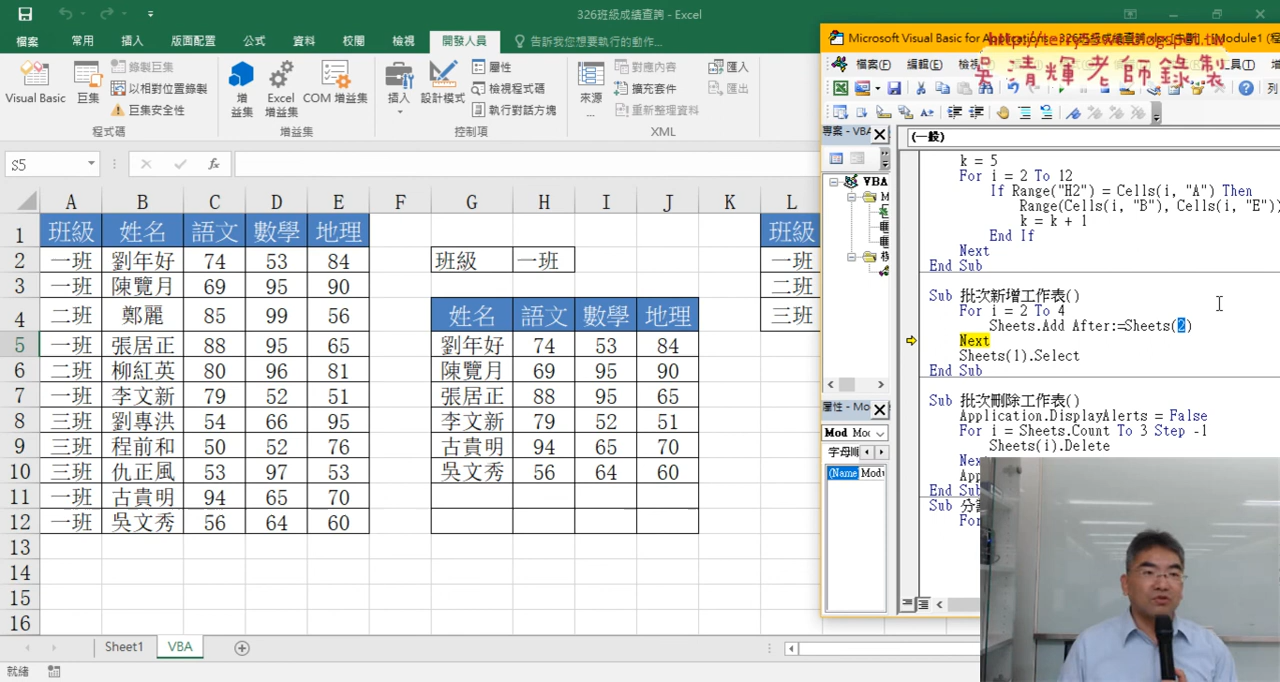 326班級成績查詢 - Excel
檔案 常用 插入 版面配置 公式 資料 校閱 檢視 開發人員 告訴我您想要執行的動作...
Visual Basic 巨集 錄製巨集 以相對位置錄製 巨集安全性
程式碼
增益集 Excel 增益集 COM 增益集
增益集
插入 設計模式 屬性 檢視程式碼 執行對話方塊
控制項
來源 對應內容 擴充套件 重新整理資料 匯入 匯出
XML
S5 fx
A B C D E F G H I J K L
1 班級 姓名 語文 數學 地理 班級
2 一班 劉年好 74 53 84 班級 一班 一班
3 一班 陳覽月 69 95 90 二班
4 二班 鄭麗 85 99 56 姓名 語文 數學 地理 三班
5 一班 張居正 88 95 65 劉年好 74 53 84
6 二班 柳紅英 80 96 81 陳覽月 69 95 90
7 一班 李文新 79 52 51 張居正 88 95 65
8 三班 劉專洪 54 66 95 李文新 79 52 51
9 三班 程前和 50 52 76 古貴明 94 65 70
10 三班 仇正風 53 97 53 吳文秀 56 64 60
11 一班 古貴明 94 65 70
12 一班 吳文秀 56 64 60
13
14
15
16
Sheet1 VBA
就緒
Microsoft Visual Basic for Applications
吳清輝老師錄製
檔案(F) 編輯(E)
專案 - VBA
VBA
屬性 - Mo
Mod Mo
字母順
(Name Modu
(一般)
k = 5
For i = 2 To 12
If Range("H2") = Cells(i, "A") Then
Range(Cells(i, "B"), Cells(i, "E"))
k = k + 1
End If
Next
End Sub
Sub 批次新增工作表()
For i = 2 To 4
Sheets.Add After:=Sheets(2)
Next
Sheets(1).Select
End Sub
Sub 批次刪除工作表()
Application.DisplayAlerts = False
For i = Sheets.Count To 3 Step -1
Sheets(i).Delete
Nex
App
End Sub
Sub 分
For